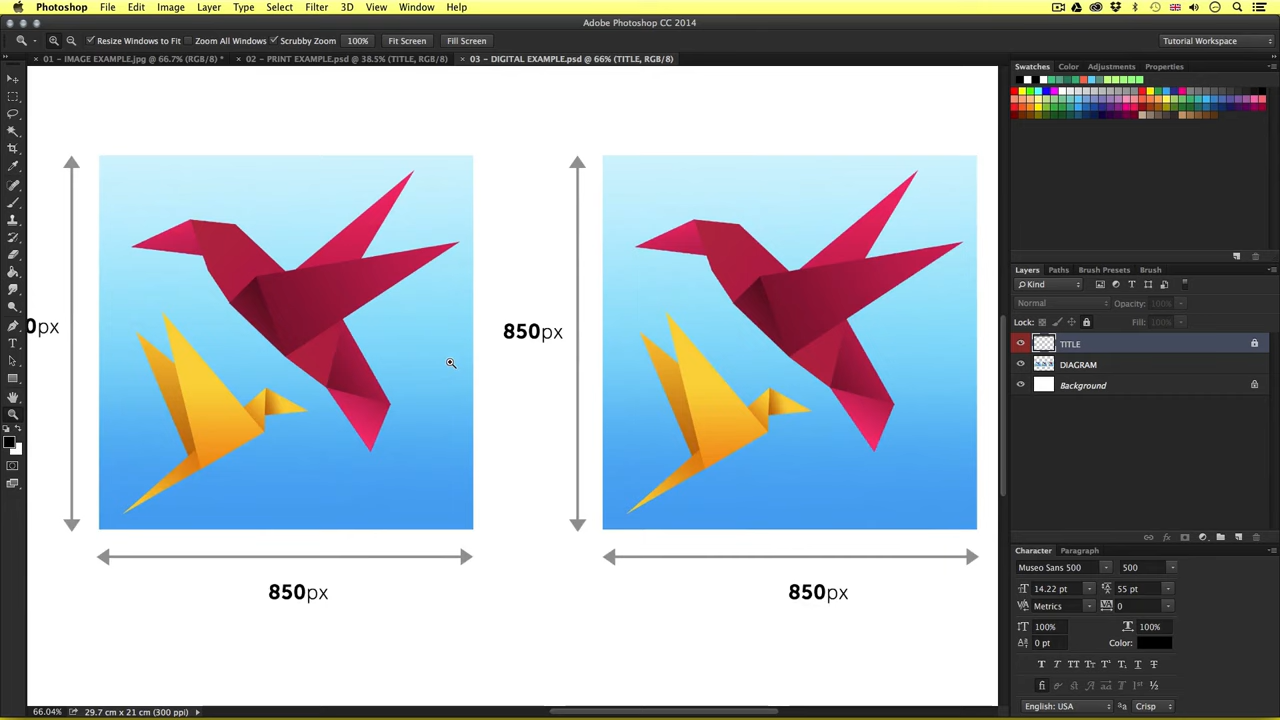 Photoshop File Edit Image Layer Type Select Filter 3D View Window Help
Adobe Photoshop CC 2014
Resize Windows to Fit Zoom All Windows Scrubby Zoom 100% Fit Screen Fill Screen Tutorial Workspace
01 – IMAGE EXAMPLE.jpg @ 66.7% (RGB/8) * 02 – PRINT EXAMPLE.psd @ 38.5% (TITLE, RGB/8) 03 – DIGITAL EXAMPLE.psd @ 66% (TITLE, RGB/8)
Swatches Color Adjustments Properties
0px
850px
850px
850px
Layers Paths Brush Presets Brush
Kind
Normal Opacity: 100%
Lock: Fill: 100%
TITLE
DIAGRAM
Background
Character Paragraph
Museo Sans 500 500
14.22 pt 55 pt
Metrics 0
100% 100%
0 pt Color:
English: USA Crisp
66.04% 29.7 cm x 21 cm (300 ppi)